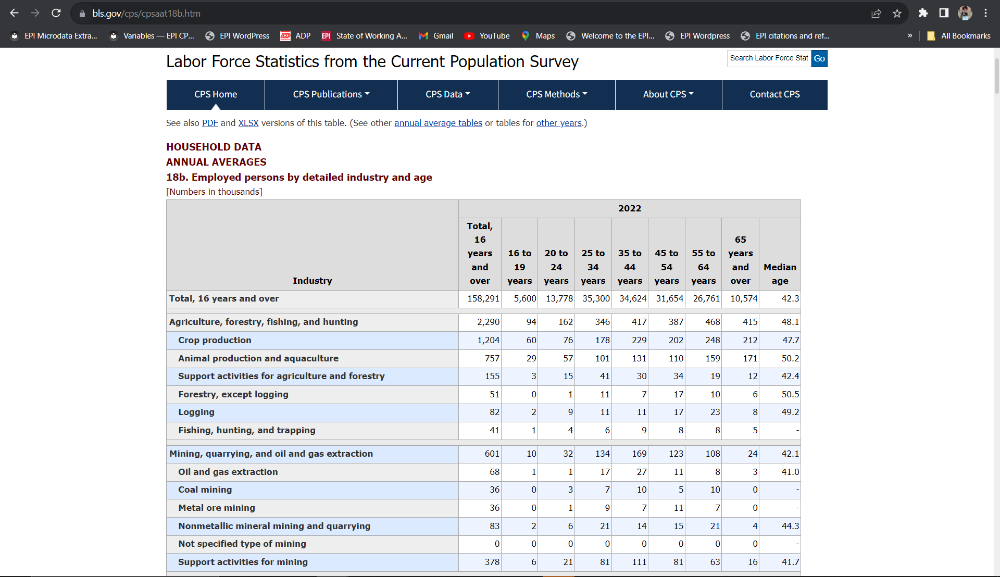 bls.gov/cps/cpsaat18b.htm
EPI Microdata Extra... Variables — EPI CP... EPI WordPress ADP EPI State of Working A... Gmail YouTube Maps Welcome to the EPI... EPI Wordpress EPI citations and ref... » All Bookmarks
Labor Force Statistics from the Current Population Survey
Search Labor Force Stat Go
CPS Home CPS Publications CPS Data CPS Methods About CPS Contact CPS
See also PDF and XLSX versions of this table. (See other annual average tables or tables for other years.)
HOUSEHOLD DATA
ANNUAL AVERAGES
18b. Employed persons by detailed industry and age
[Numbers in thousands]
Industry
2022
Total, 16 years and over
16 to 19 years
20 to 24 years
25 to 34 years
35 to 44 years
45 to 54 years
55 to 64 years
65 years and over
Median age
Total, 16 years and over 158,291 5,600 13,778 35,300 34,624 31,654 26,761 10,574 42.3
Agriculture, forestry, fishing, and hunting 2,290 94 162 346 417 387 468 415 48.1
Crop production 1,204 60 76 178 229 202 248 212 47.7
Animal production and aquaculture 757 29 57 101 131 110 159 171 50.2
Support activities for agriculture and forestry 155 3 15 41 30 34 19 12 42.4
Forestry, except logging 51 0 1 11 7 17 10 6 50.5
Logging 82 2 9 11 11 17 23 8 49.2
Fishing, hunting, and trapping 41 1 4 6 9 8 8 5 -
Mining, quarrying, and oil and gas extraction 601 10 32 134 169 123 108 24 42.1
Oil and gas extraction 68 1 1 17 27 11 8 3 41.0
Coal mining 36 0 3 7 10 5 10 0 -
Metal ore mining 36 0 1 9 7 11 7 0 -
Nonmetallic mineral mining and quarrying 83 2 6 21 14 15 21 4 44.3
Not specified type of mining 0 0 0 0 0 0 0 0 -
Support activities for mining 378 6 21 81 111 81 63 16 41.7